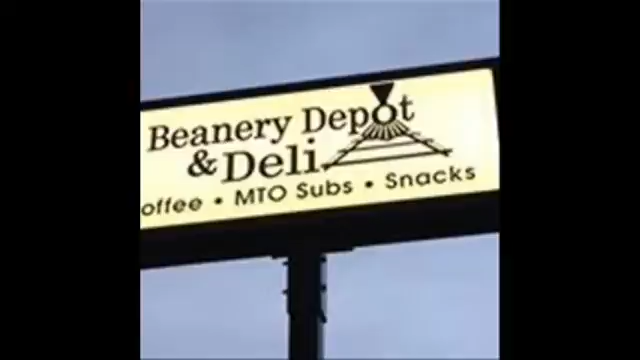 Beanery Depot
& Deli
offee • MTO Subs • Snacks